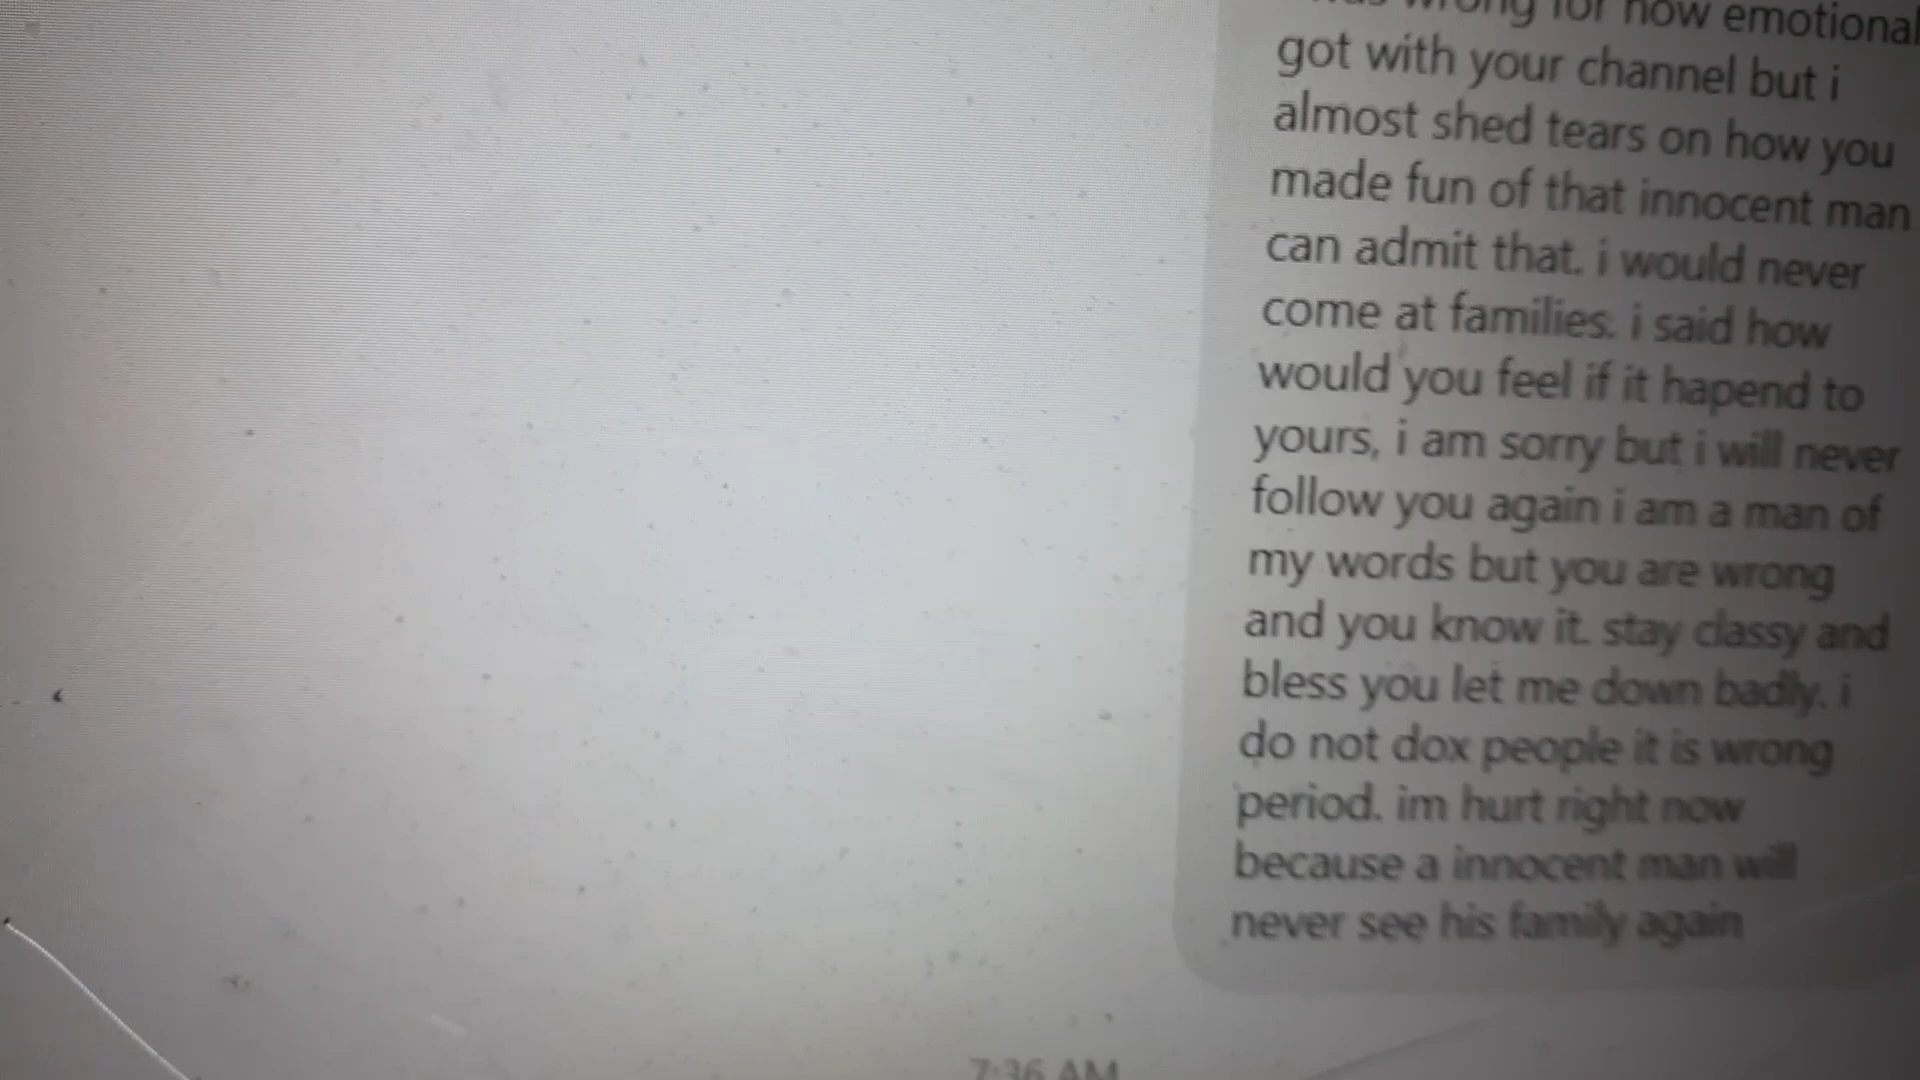 was wrong for how emotional
got with your channel but i
almost shed tears on how you
made fun of that innocent man
can admit that. i would never
come at families. i said how
would you feel if it hapend to
yours, i am sorry but i will never
follow you again i am a man of
my words but you are wrong
and you know it. stay classy and
bless you let me down badly. i
do not dox people it is wrong
period. im hurt right now
because a innocent man will
never see his family again
7:36 AM